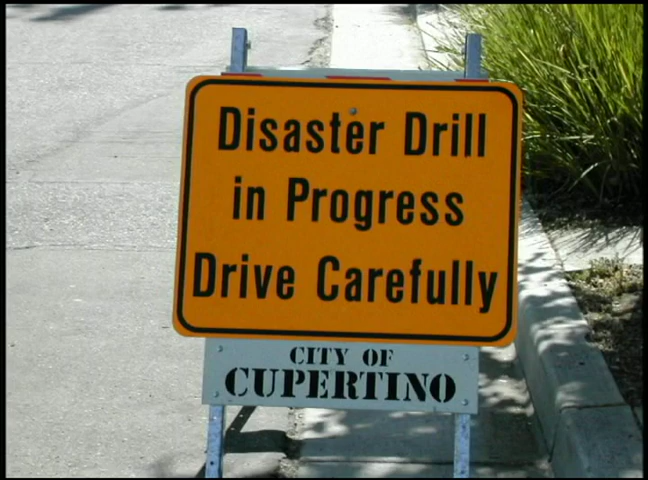 Disaster Drill
in Progress
Drive Carefully
CITY OF
CUPERTINO